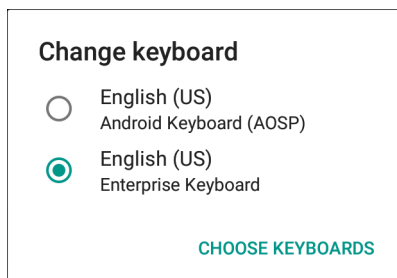 Change keyboard
English (US)
Android Keyboard (AOSP)
English (US)
Enterprise Keyboard
CHOOSE KEYBOARDS